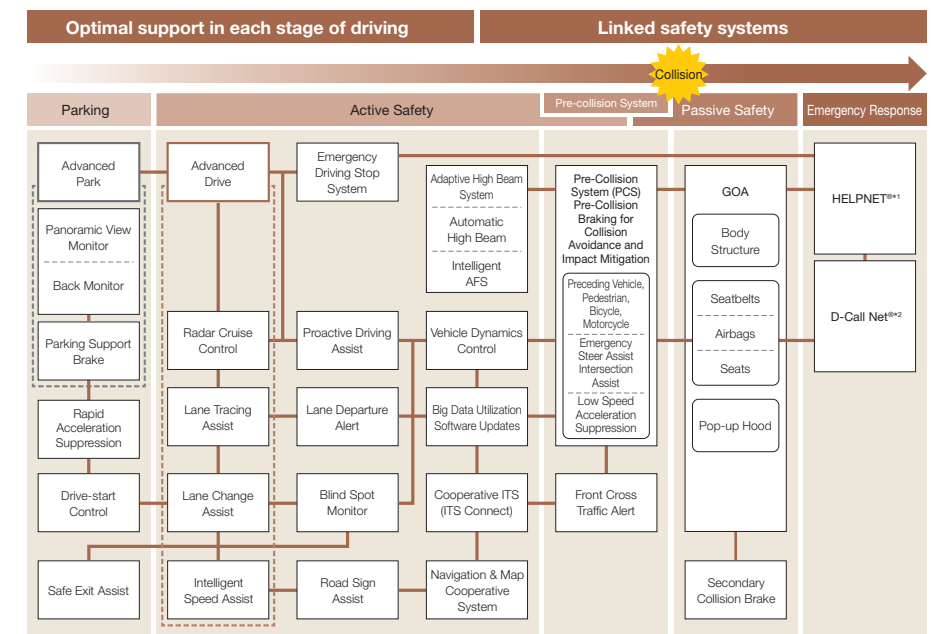 Optimal support in each stage of driving
Linked safety systems
Collision
Parking
Active Safety
Pre-collision System
Passive Safety
Emergency Response
Advanced
Park
Panoramic View
Monitor
Back Monitor
Parking Support
Brake
Rapid
Acceleration
Suppression
Drive-start
Control
Safe Exit Assist
Advanced
Drive
Radar Cruise
Control
Lane Tracing
Assist
Lane Change
Assist
Intelligent
Speed Assist
Emergency
Driving Stop
System
Proactive Driving
Assist
Lane Departure
Alert
Blind Spot
Monitor
Road Sign
Assist
Adaptive High Beam
System
Automatic
High Beam
Intelligent
AFS
Vehicle Dynamics
Control
Big Data Utilization
Software Updates
Cooperative ITS
(ITS Connect)
Navigation & Map
Cooperative
System
Pre-Collision
System (PCS)
Pre-Collision
Braking for
Collision
Avoidance and
Impact Mitigation
Preceding Vehicle,
Pedestrian,
Bicycle,
Motorcycle
Emergency
Steer Assist
Intersection
Assist
Low Speed
Acceleration
Suppression
Front Cross
Traffic Alert
GOA
Body
Structure
Seatbelts
Airbags
Seats
Pop-up Hood
Secondary
Collision Brake
HELPNET®*1
D-Call Net®*2